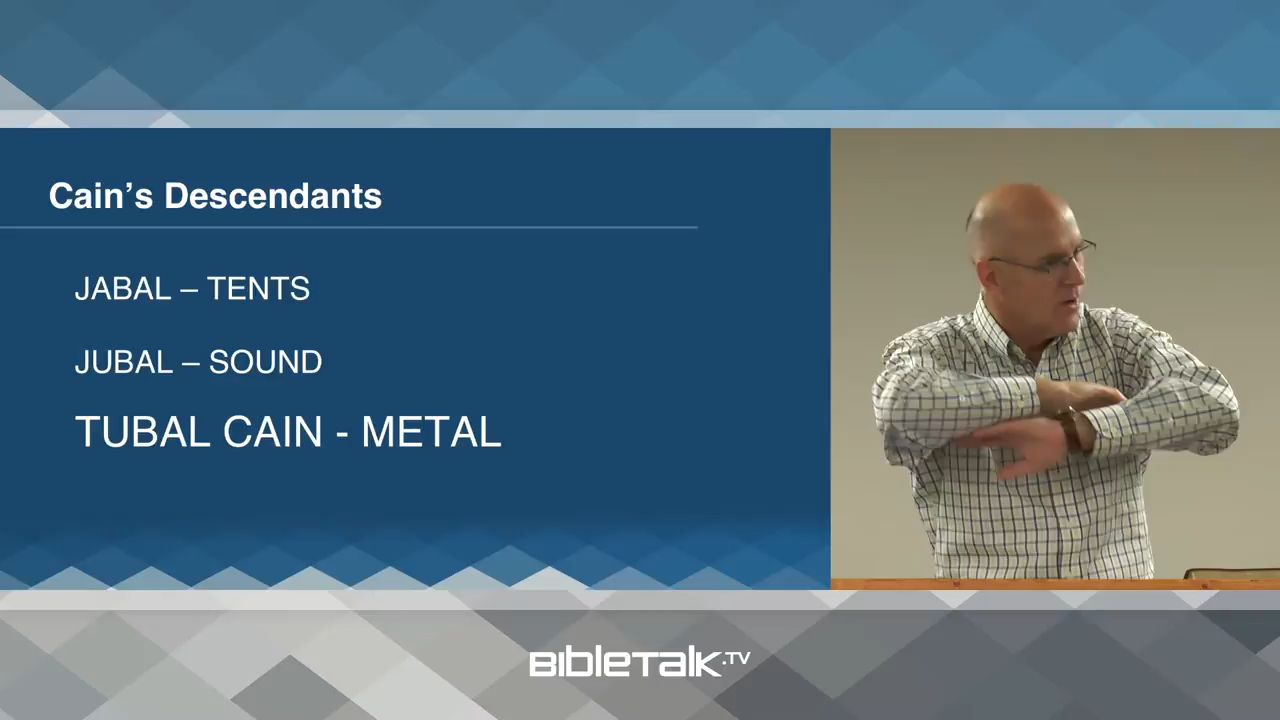 Cain’s Descendants
JABAL – TENTS
JUBAL – SOUND
TUBAL CAIN - METAL
BIBLETALK.TV